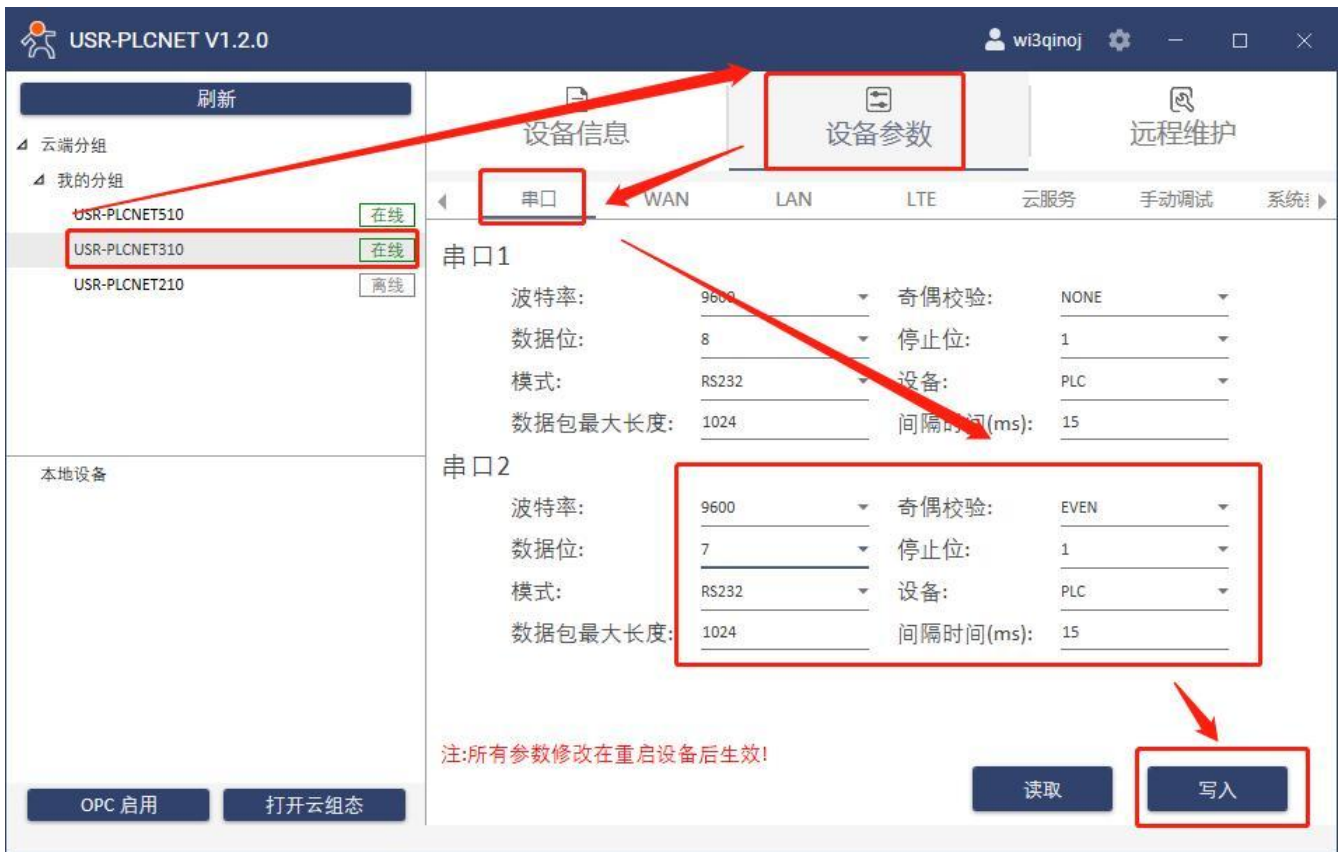 USR-PLCNET V1.2.0 wi3qinoj
刷新
云端分组
我的分组
USR-PLCNET510 在线
USR-PLCNET310 在线
USR-PLCNET210 离线
本地设备
OPC 启用 打开云组态
设备信息 设备参数 远程维护
串口 WAN LAN LTE 云服务 手动调试 系统
串口1
波特率: 9600 奇偶校验: NONE
数据位: 8 停止位: 1
模式: RS232 设备: PLC
数据包最大长度: 1024 间隔时间(ms): 15
串口2
波特率: 9600 奇偶校验: EVEN
数据位: 7 停止位: 1
模式: RS232 设备: PLC
数据包最大长度: 1024 间隔时间(ms): 15
注:所有参数修改在重启设备后生效!
读取 写入